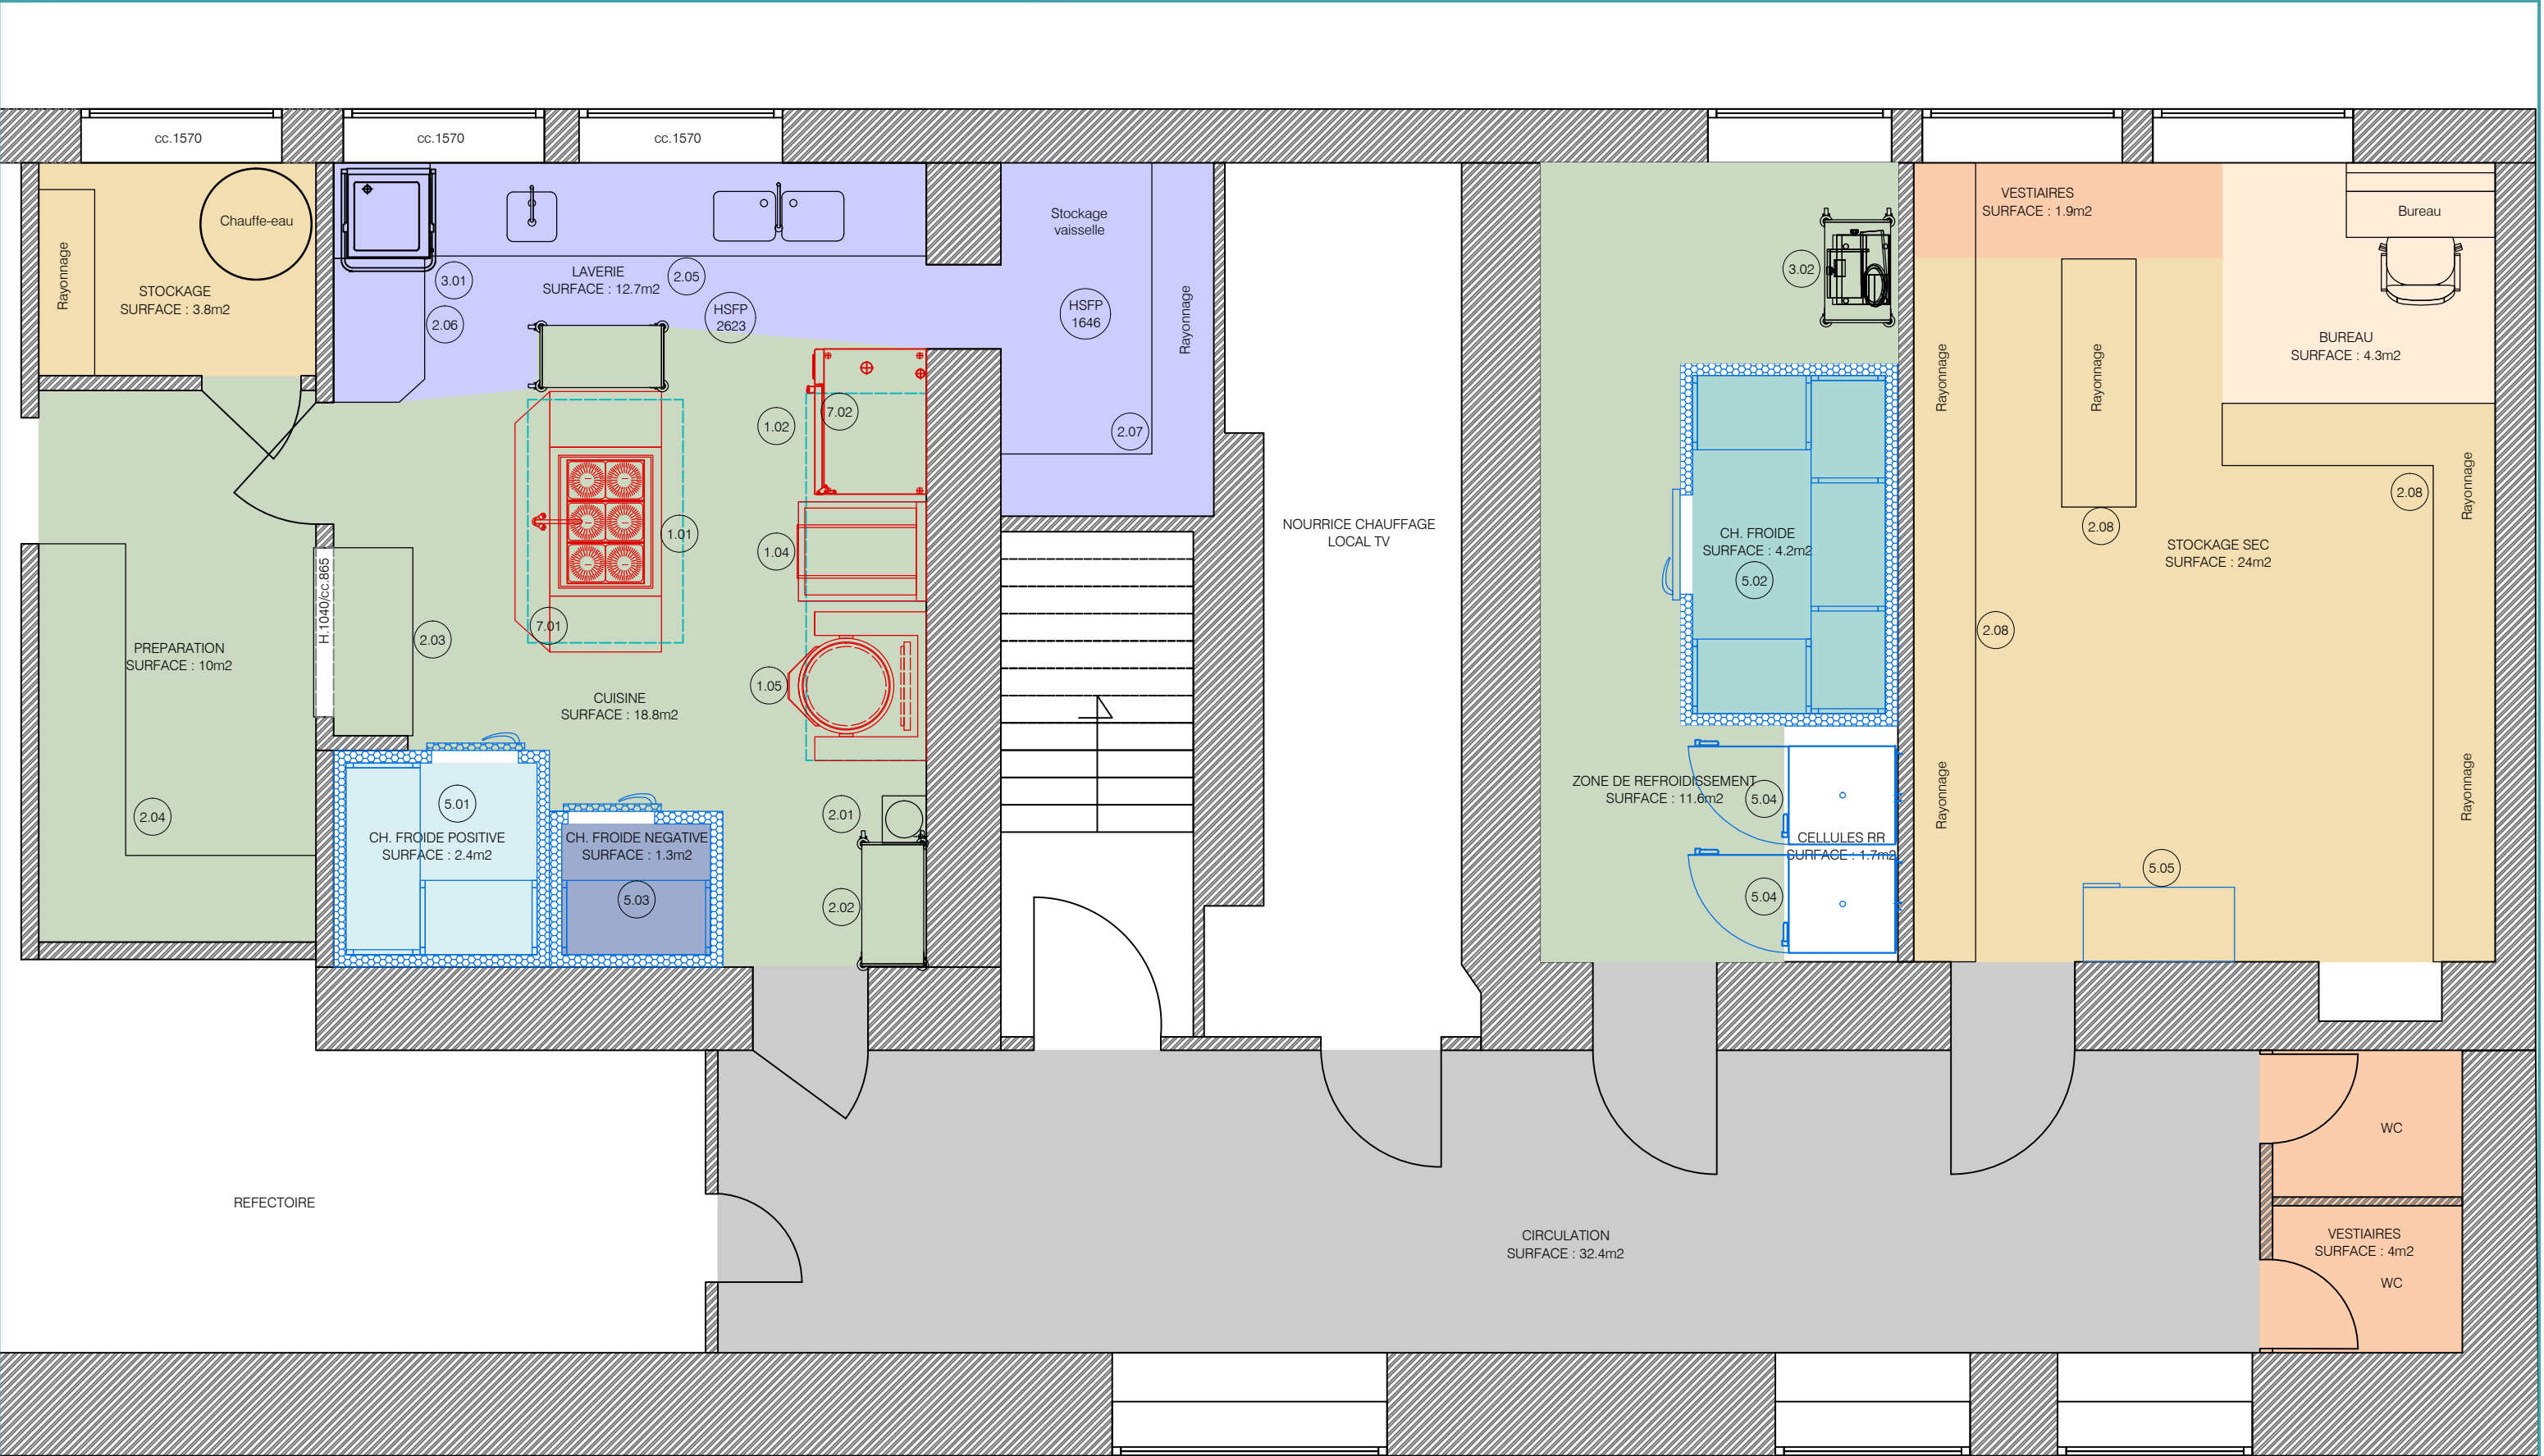 cc.1570
cc.1570
cc.1570
Rayonnage
Chauffe-eau
STOCKAGE
SURFACE : 3.8m2
3.01
LAVERIE
SURFACE : 12.7m2
2.05
2.06
HSFP
2623
Stockage
vaisselle
HSFP
1646
Rayonnage
2.07
1.02
7.02
1.01
1.04
7.01
1.05
H.1040/cc.865
2.03
PREPARATION
SURFACE : 10m2
2.04
CUISINE
SURFACE : 18.8m2
5.01
CH. FROIDE POSITIVE
SURFACE : 2.4m2
CH. FROIDE NEGATIVE
SURFACE : 1.3m2
5.03
2.01
2.02
NOURRICE CHAUFFAGE
LOCAL TV
3.02
CH. FROIDE
SURFACE : 4.2m2
5.02
ZONE DE REFROIDISSEMENT
SURFACE : 11.6m2
5.04
CELLULES RR
SURFACE : 1.7m2
5.04
VESTIAIRES
SURFACE : 1.9m2
Bureau
BUREAU
SURFACE : 4.3m2
Rayonnage
Rayonnage
2.08
2.08
Rayonnage
STOCKAGE SEC
SURFACE : 24m2
2.08
Rayonnage
Rayonnage
5.05
REFECTOIRE
CIRCULATION
SURFACE : 32.4m2
WC
VESTIAIRES
SURFACE : 4m2
WC